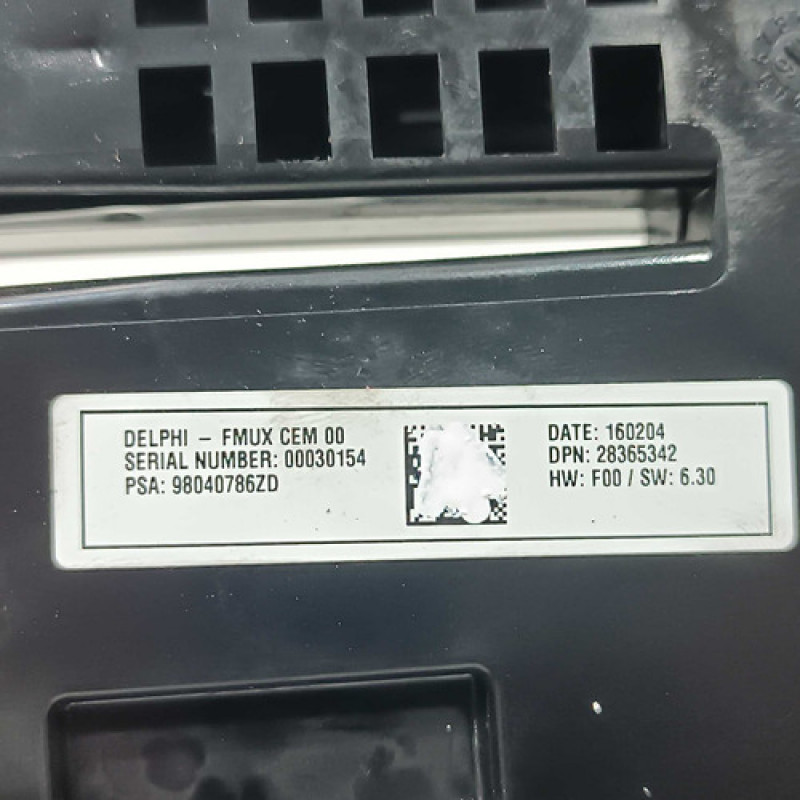 DELPHI - FMUX CEM 00
SERIAL NUMBER: 00030154
PSA: 98040786ZD
DATE: 160204
DPN: 28365342
HW: F00 / SW: 6.30